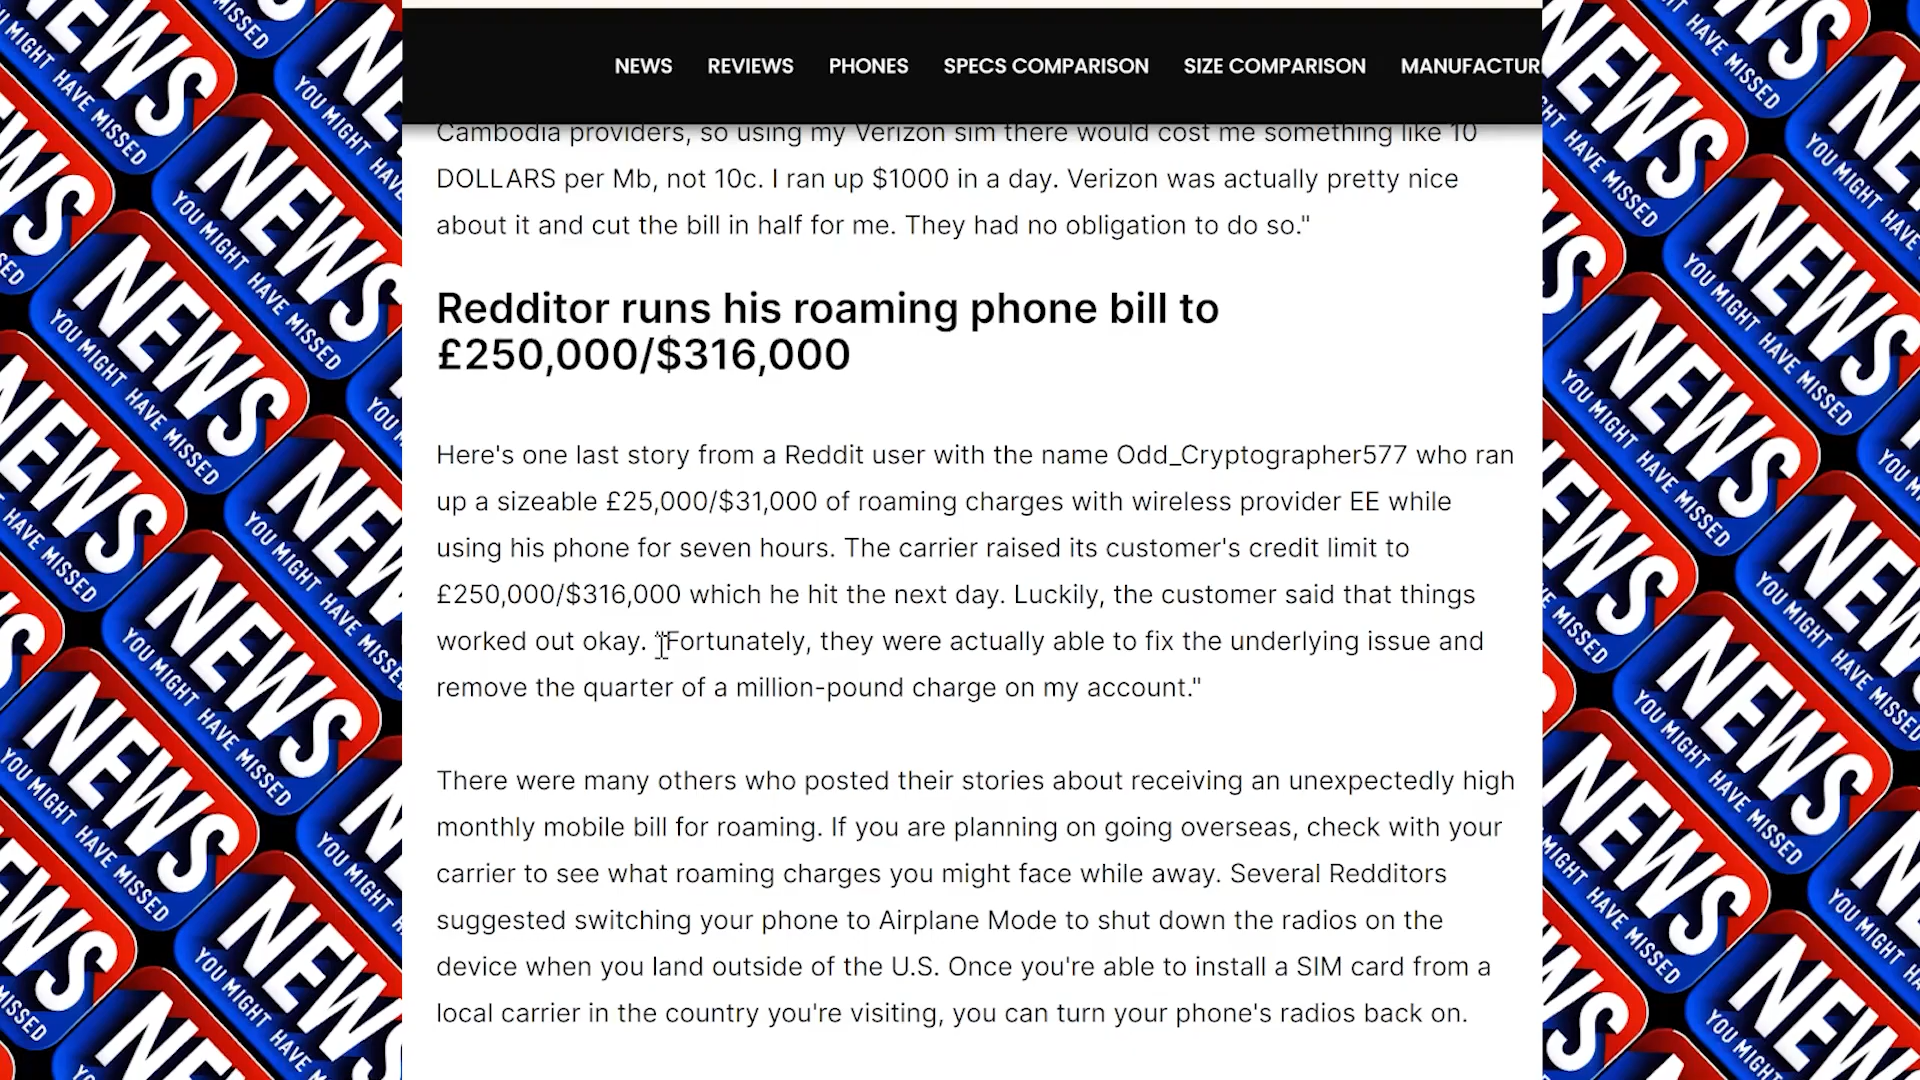 NEWS REVIEWS PHONES SPECS COMPARISON SIZE COMPARISON MANUFACTUR
Cambodia providers, so using my Verizon sim there would cost me something like 10
DOLLARS per Mb, not 10c. I ran up $1000 in a day. Verizon was actually pretty nice
about it and cut the bill in half for me. They had no obligation to do so."
Redditor runs his roaming phone bill to
£250,000/$316,000
Here's one last story from a Reddit user with the name Odd_Cryptographer577 who ran
up a sizeable £25,000/$31,000 of roaming charges with wireless provider EE while
using his phone for seven hours. The carrier raised its customer's credit limit to
£250,000/$316,000 which he hit the next day. Luckily, the customer said that things
worked out okay. "Fortunately, they were actually able to fix the underlying issue and
remove the quarter of a million-pound charge on my account."
There were many others who posted their stories about receiving an unexpectedly high
monthly mobile bill for roaming. If you are planning on going overseas, check with your
carrier to see what roaming charges you might face while away. Several Redditors
suggested switching your phone to Airplane Mode to shut down the radios on the
device when you land outside of the U.S. Once you're able to install a SIM card from a
local carrier in the country you're visiting, you can turn your phone's radios back on.
NEWS
YOU MIGHT HAVE MISSED